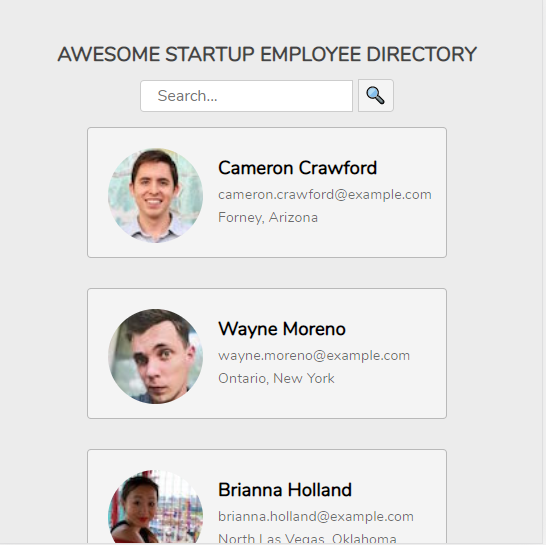 AWESOME STARTUP EMPLOYEE DIRECTORY
Search...
Cameron Crawford
cameron.crawford@example.com
Forney, Arizona
Wayne Moreno
wayne.moreno@example.com
Ontario, New York
Brianna Holland
brianna.holland@example.com
North Las Vegas, Oklahoma